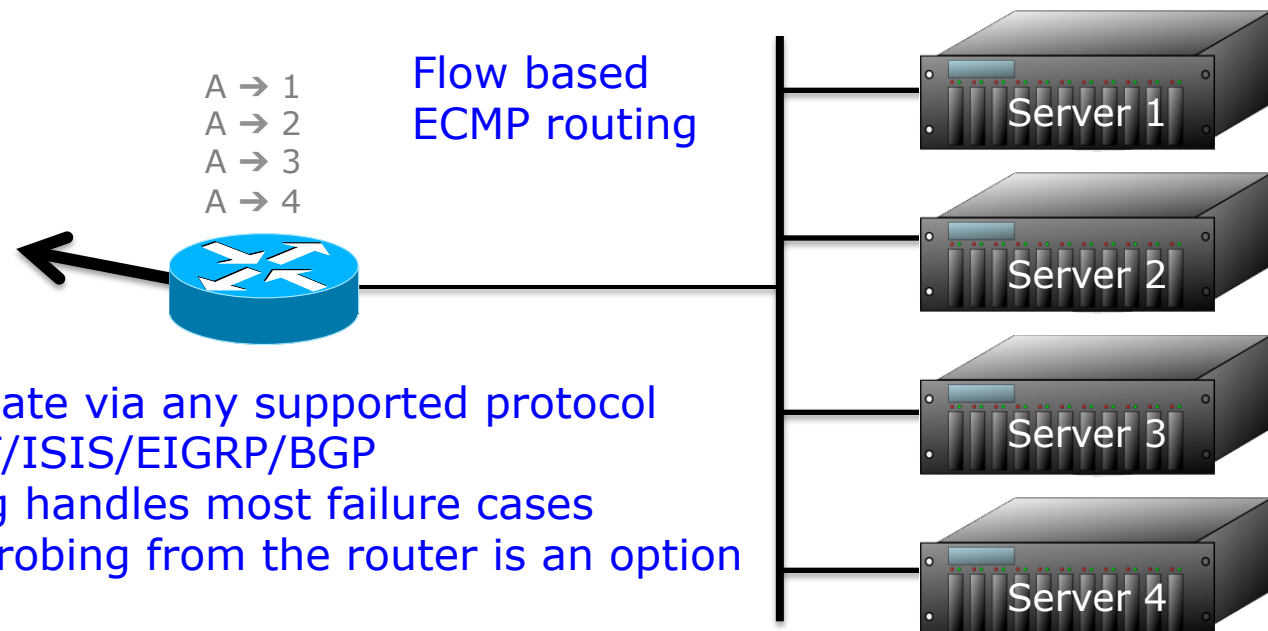 A ➔ 1
A ➔ 2
A ➔ 3
A ➔ 4
Flow based
ECMP routing
Server 1
Server 2
Server 3
Server 4
ate via any supported protocol
/ISIS/EIGRP/BGP
g handles most failure cases
robing from the router is an option